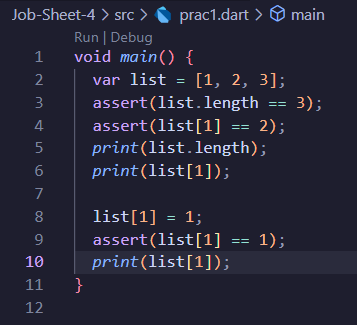 Job-Sheet-4 > src > prac1.dart > main
Run | Debug
1 void main() {
2   var list = [1, 2, 3];
3   assert(list.length == 3);
4   assert(list[1] == 2);
5   print(list.length);
6   print(list[1]);
7
8   list[1] = 1;
9   assert(list[1] == 1);
10   print(list[1]);
11 }
12